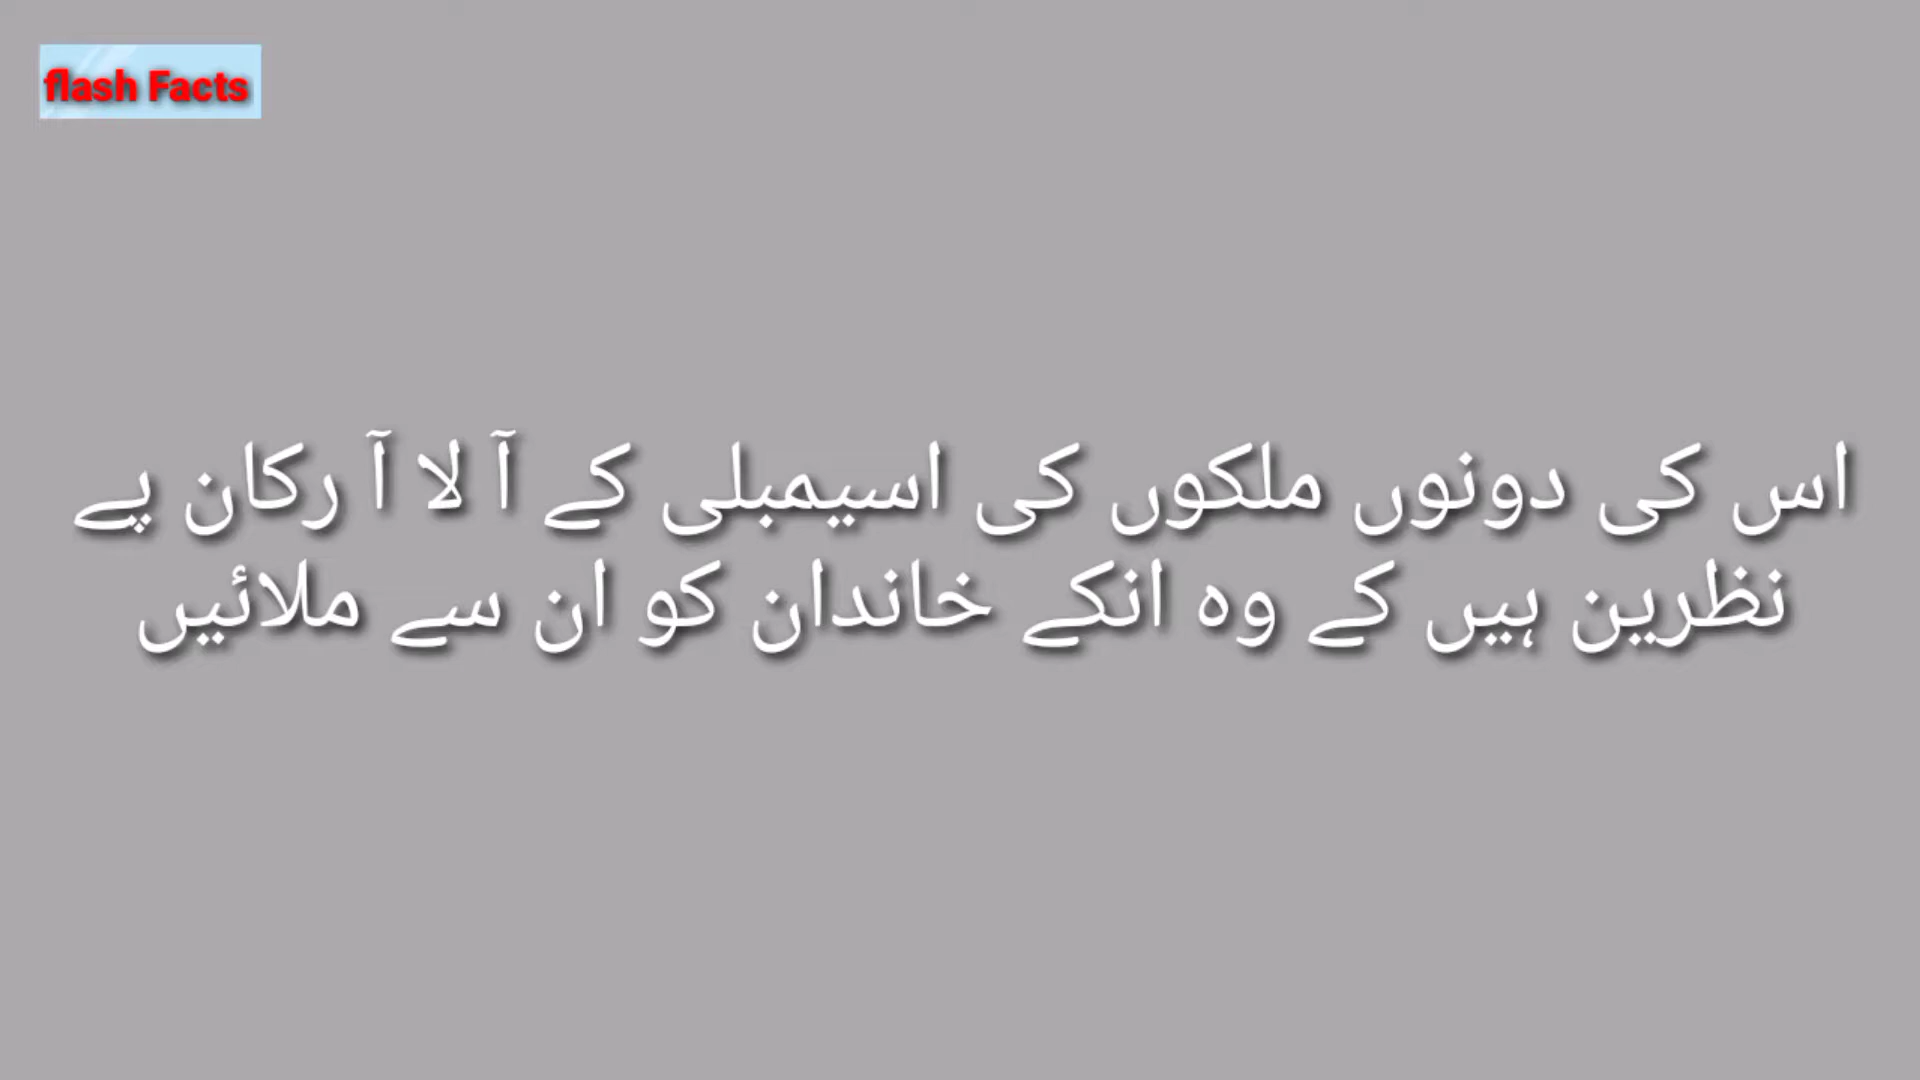 flash Facts
اس کی دونوں ملکوں کی اسیمبلی کے آ لا آ رکان پے
نظرین ہیں کے وہ انکے خاندان کو ان سے ملائیں